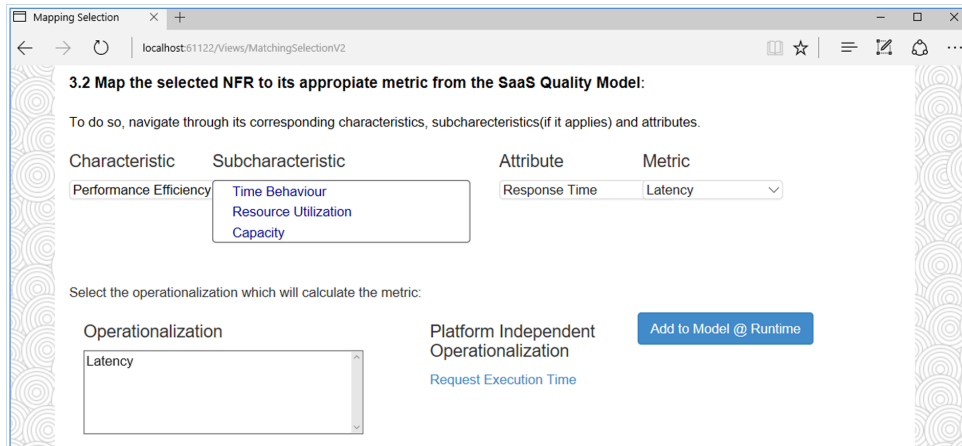 Mapping Selection
localhost:61122/Views/MatchingSelectionV2
3.2 Map the selected NFR to its appropiate metric from the SaaS Quality Model:
To do so, navigate through its corresponding characteristics, subcharecteristics(if it applies) and attributes.
Characteristic Subcharacteristic Attribute Metric
Performance Efficiency Time Behaviour Response Time Latency
Resource Utilization
Capacity
Select the operationalization which will calculate the metric:
Operationalization Platform Independent Add to Model @ Runtime
Operationalization
Latency
Request Execution Time